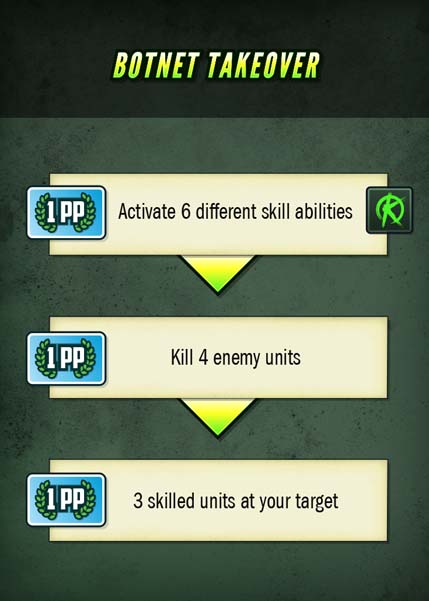 BOTNET TAKEOVER
1 PP
Activate 6 different skill abilities
1 PP
Kill 4 enemy units
1 PP
3 skilled units at your target